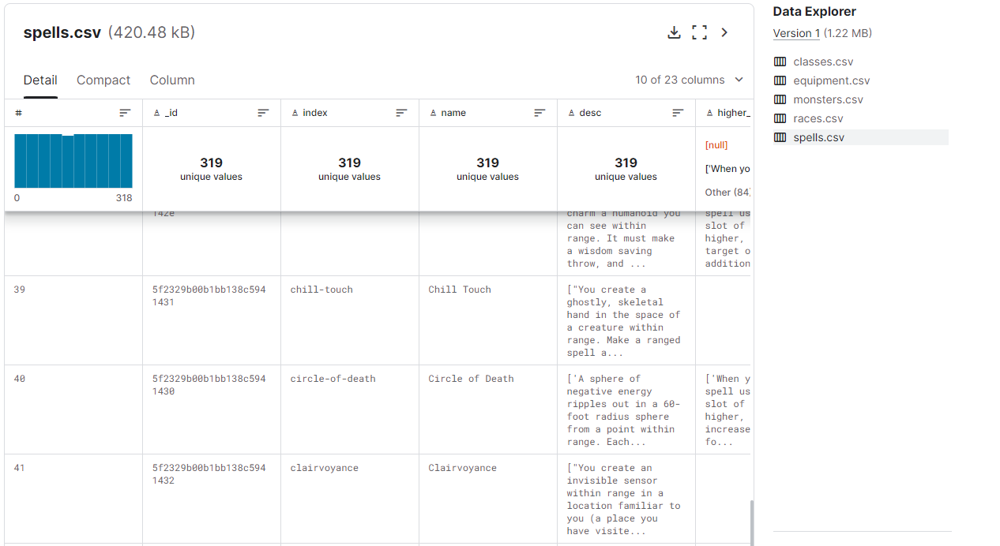 spells.csv (420.48 kB)
Detail Compact Column 10 of 23 columns
# _id index name desc higher_
0 318
319
unique values
319
unique values
319
unique values
319
unique values
[null]
['When yo
Other (84)
142e
charm a humanoid you
can see within
range. It must make
a wisdom saving
throw, and ...
spell us
slot of
higher,
target o
addition
39
5f2329b00b1bb138c594
1431
chill-touch
Chill Touch
["You create a
ghostly, skeletal
hand in the space of
a creature within
range. Make a ranged
spell a...
40
5f2329b00b1bb138c594
1430
circle-of-death
Circle of Death
['A sphere of
negative energy
ripples out in a 60-
foot radius sphere
from a point within
range. Each...
['When y
spell us
slot of
higher,
increase
fo...
41
5f2329b00b1bb138c594
1432
clairvoyance
Clairvoyance
["You create an
invisible sensor
within range in a
location familiar to
you (a place you
have visite...
Data Explorer
Version 1 (1.22 MB)
classes.csv
equipment.csv
monsters.csv
races.csv
spells.csv